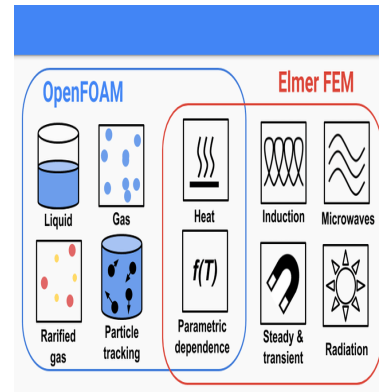 OpenFOAM
Elmer FEM
Liquid
Gas
Heat
Induction
Microwaves
f(T)
Rarified
gas
Particle
tracking
Parametric
dependence
Steady &
transient
Radiation